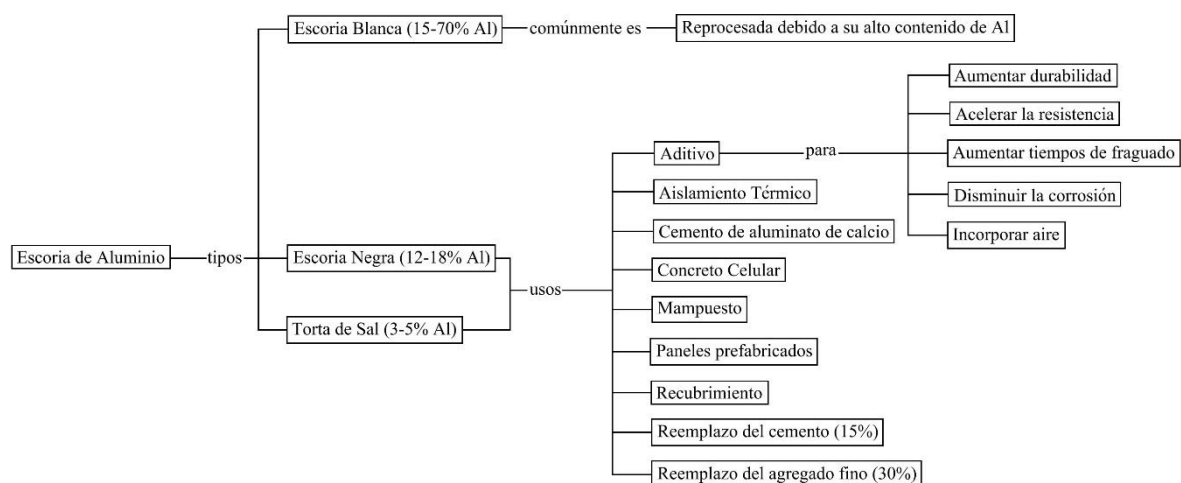 Escoria Blanca (15-70% Al)
comúnmente es
Reprocesada debido a su alto contenido de Al
Escoria de Aluminio
tipos
Escoria Negra (12-18% Al)
Torta de Sal (3-5% Al)
usos
Aditivo
para
Aumentar durabilidad
Acelerar la resistencia
Aumentar tiempos de fraguado
Disminuir la corrosión
Incorporar aire
Aislamiento Térmico
Cemento de aluminato de calcio
Concreto Celular
Mampuesto
Paneles prefabricados
Recubrimiento
Reemplazo del cemento (15%)
Reemplazo del agregado fino (30%)